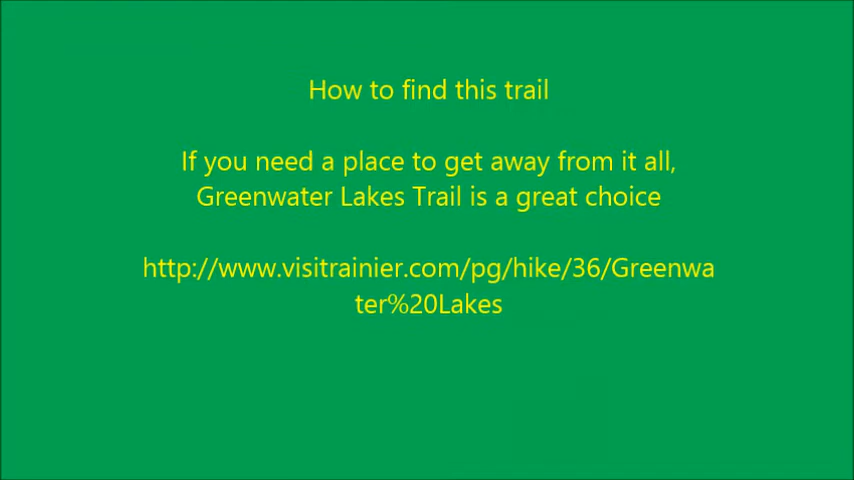 How to find this trail
If you need a place to get away from it all,
Greenwater Lakes Trail is a great choice
http://www.visitrainier.com/pg/hike/36/Greenwa
ter%20Lakes